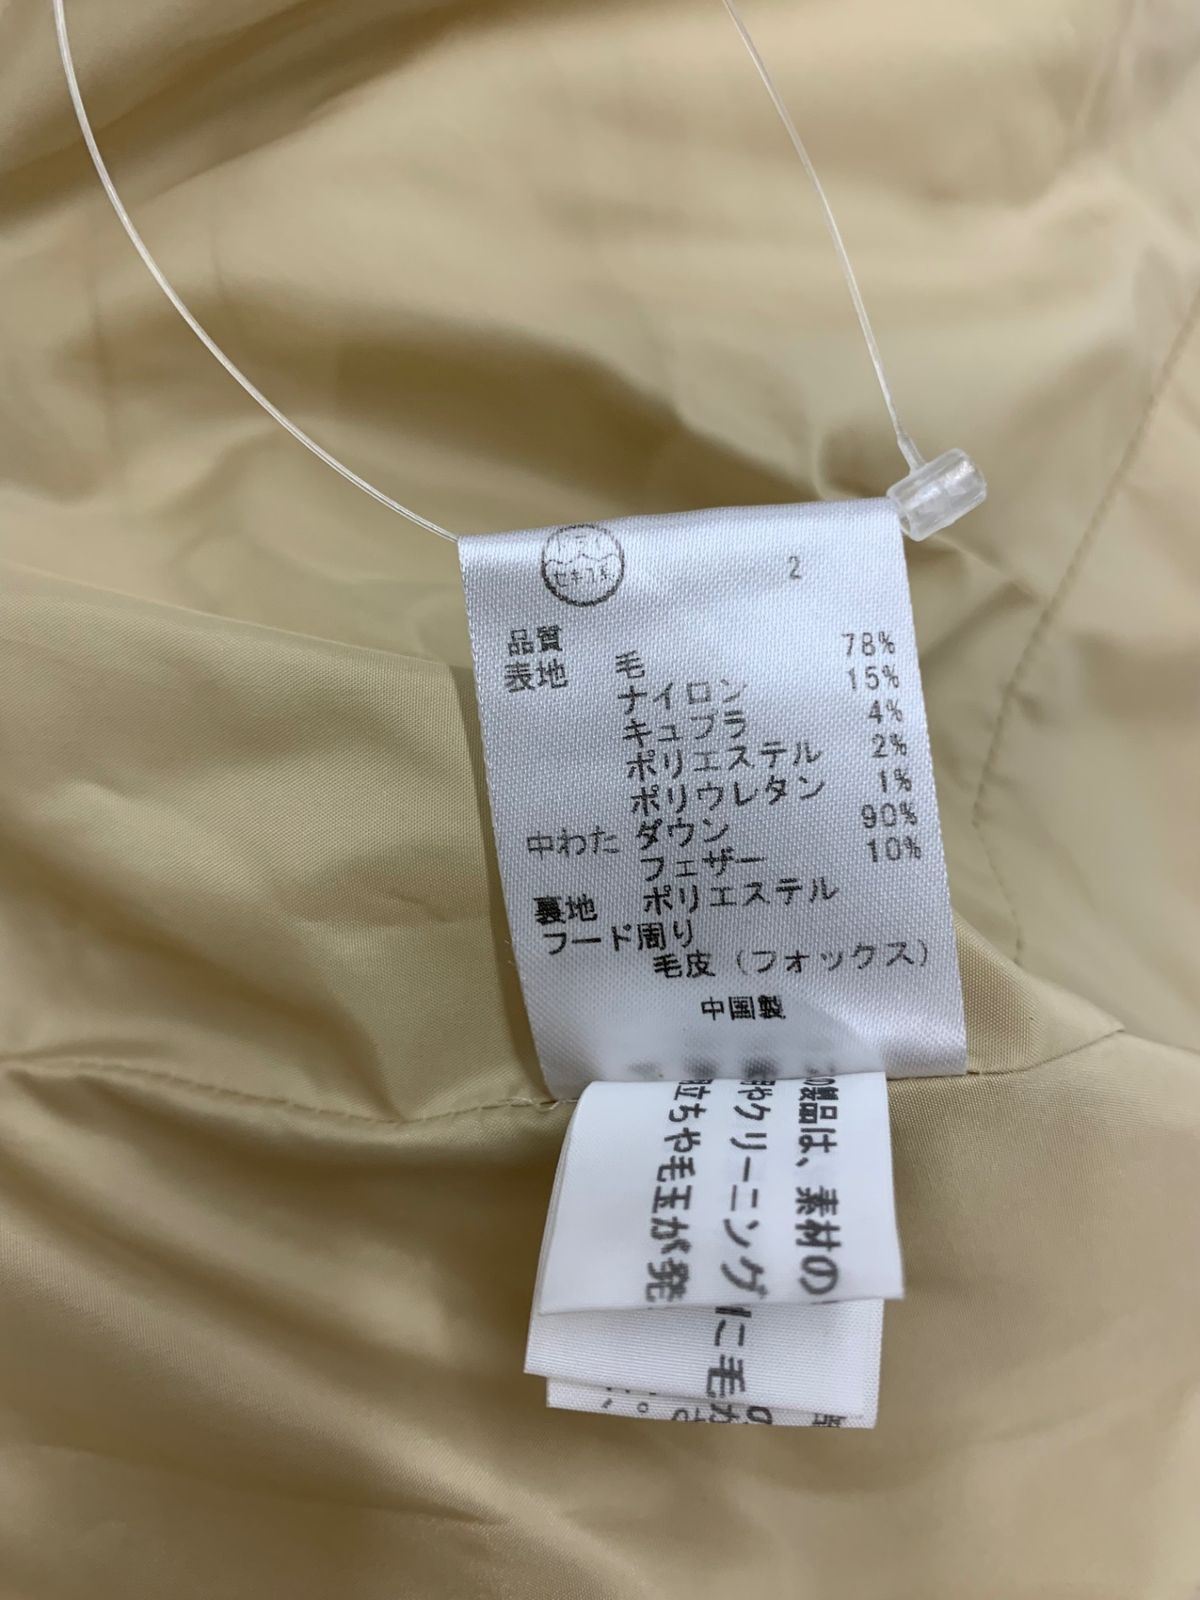 2
品質
表地 毛 78%
ナイロン 15%
キュプラ 4%
ポリエステル 2%
ポリウレタン 1%
中わた ダウン 90%
フェザー 10%
裏地 ポリエステル
フード周り
毛皮（フォックス）
中国製
製品は、素材の
やクリーニング
立ちや毛玉が発
に毛